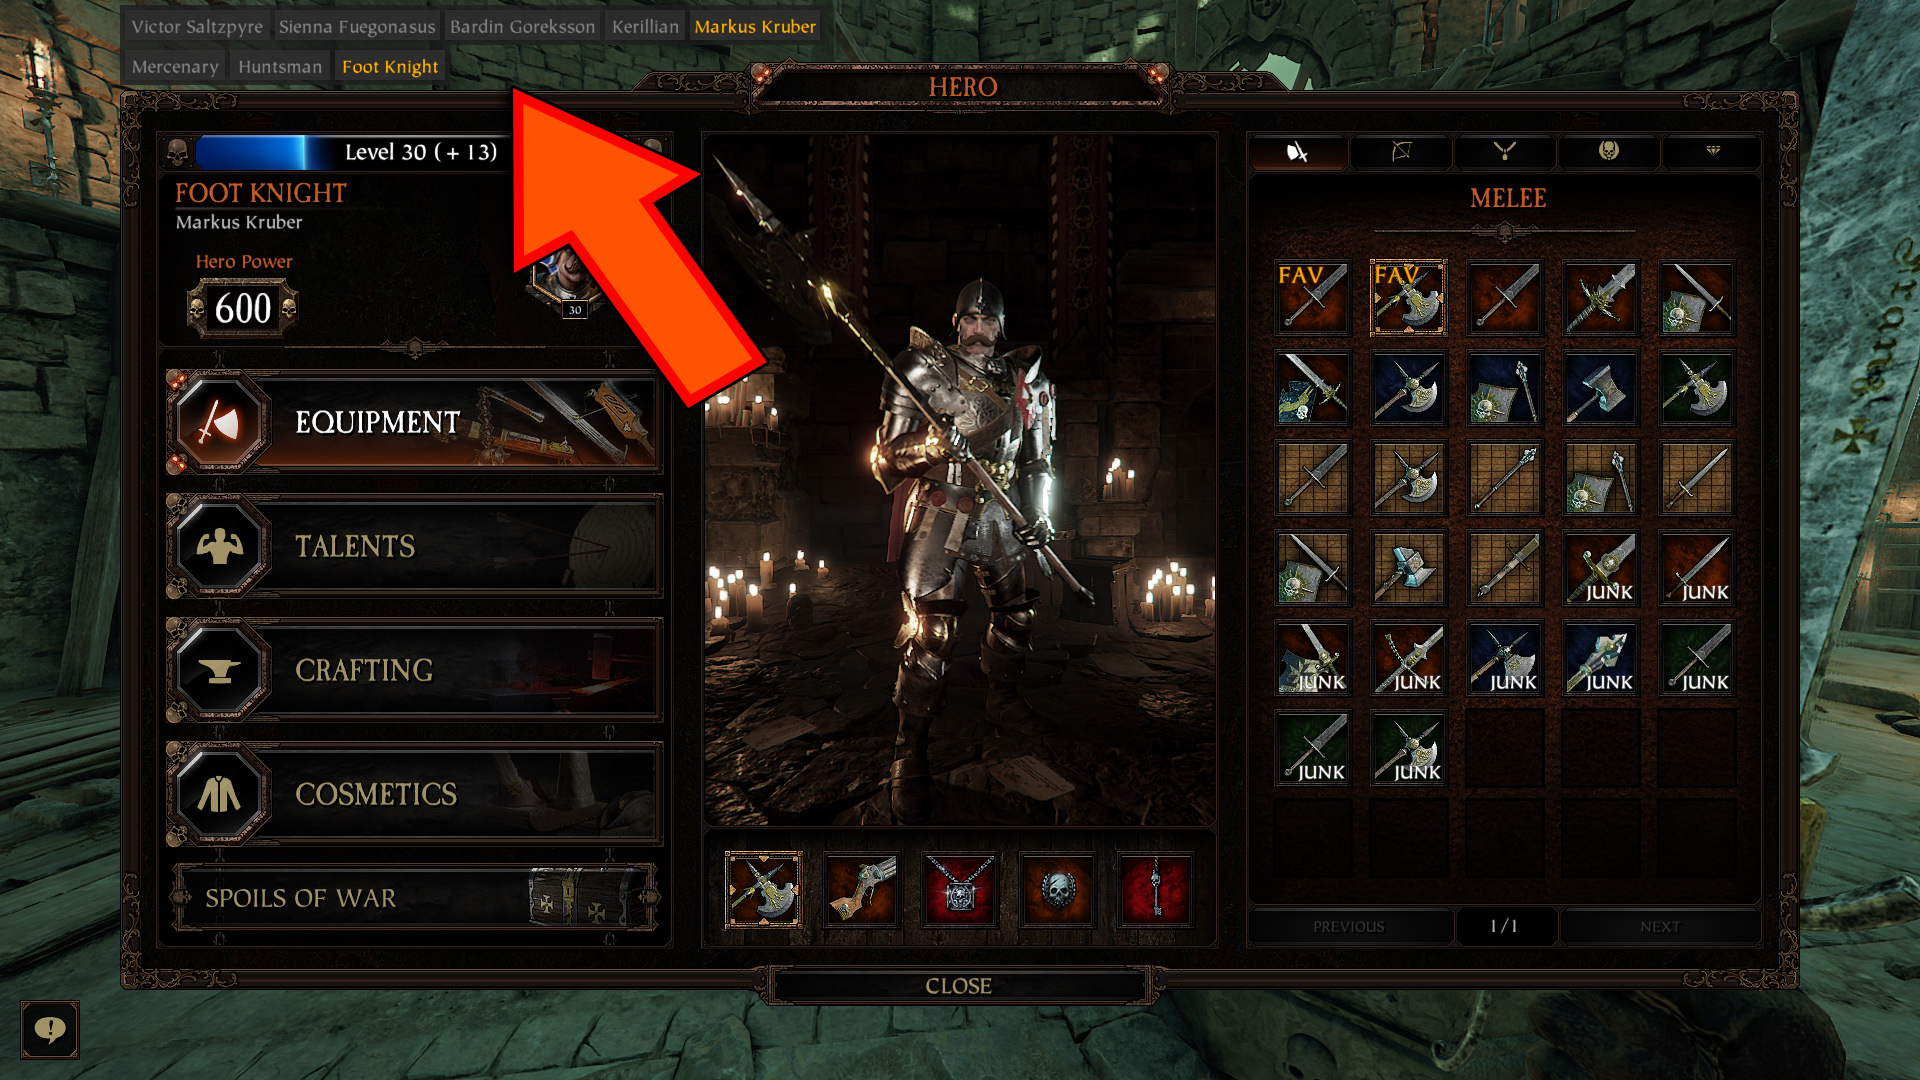 Victor Saltzpyre Sienna Fuegonasus Bardin Goreksson Kerillian Markus Kruber
Mercenary Huntsman Foot Knight
HERO
Level 30 ( + 13)
FOOT KNIGHT
Markus Kruber
Hero Power
600
30
EQUIPMENT
TALENTS
CRAFTING
COSMETICS
SPOILS OF WAR
MELEE
FAV FAV
JUNK JUNK
JUNK JUNK JUNK JUNK JUNK
JUNK JUNK
PREVIOUS 1/1 NEXT
CLOSE